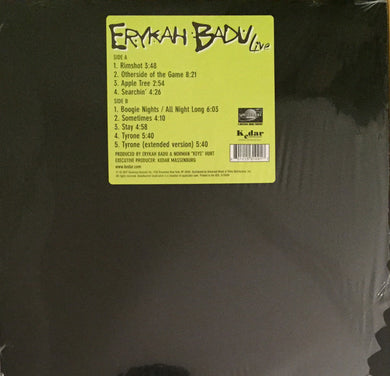 ERYKAH BADU Live
SIDE A
1. Rimshot 3:48
2. Otherside of the Game 8:21
3. Apple Tree 2:54
4. Searchin' 4:26
SIDE B
1. Boogie Nights / All Night Long 6:03
2. Sometimes 4:10
3. Stay 4:58
4. Tyrone 5:40
5. Tyrone (extended version) 5:40
PRODUCED BY ERYKAH BADU & NORMAN "KEYS" HURT
EXECUTIVE PRODUCER: KEDAR MASSENBURG
Kedar